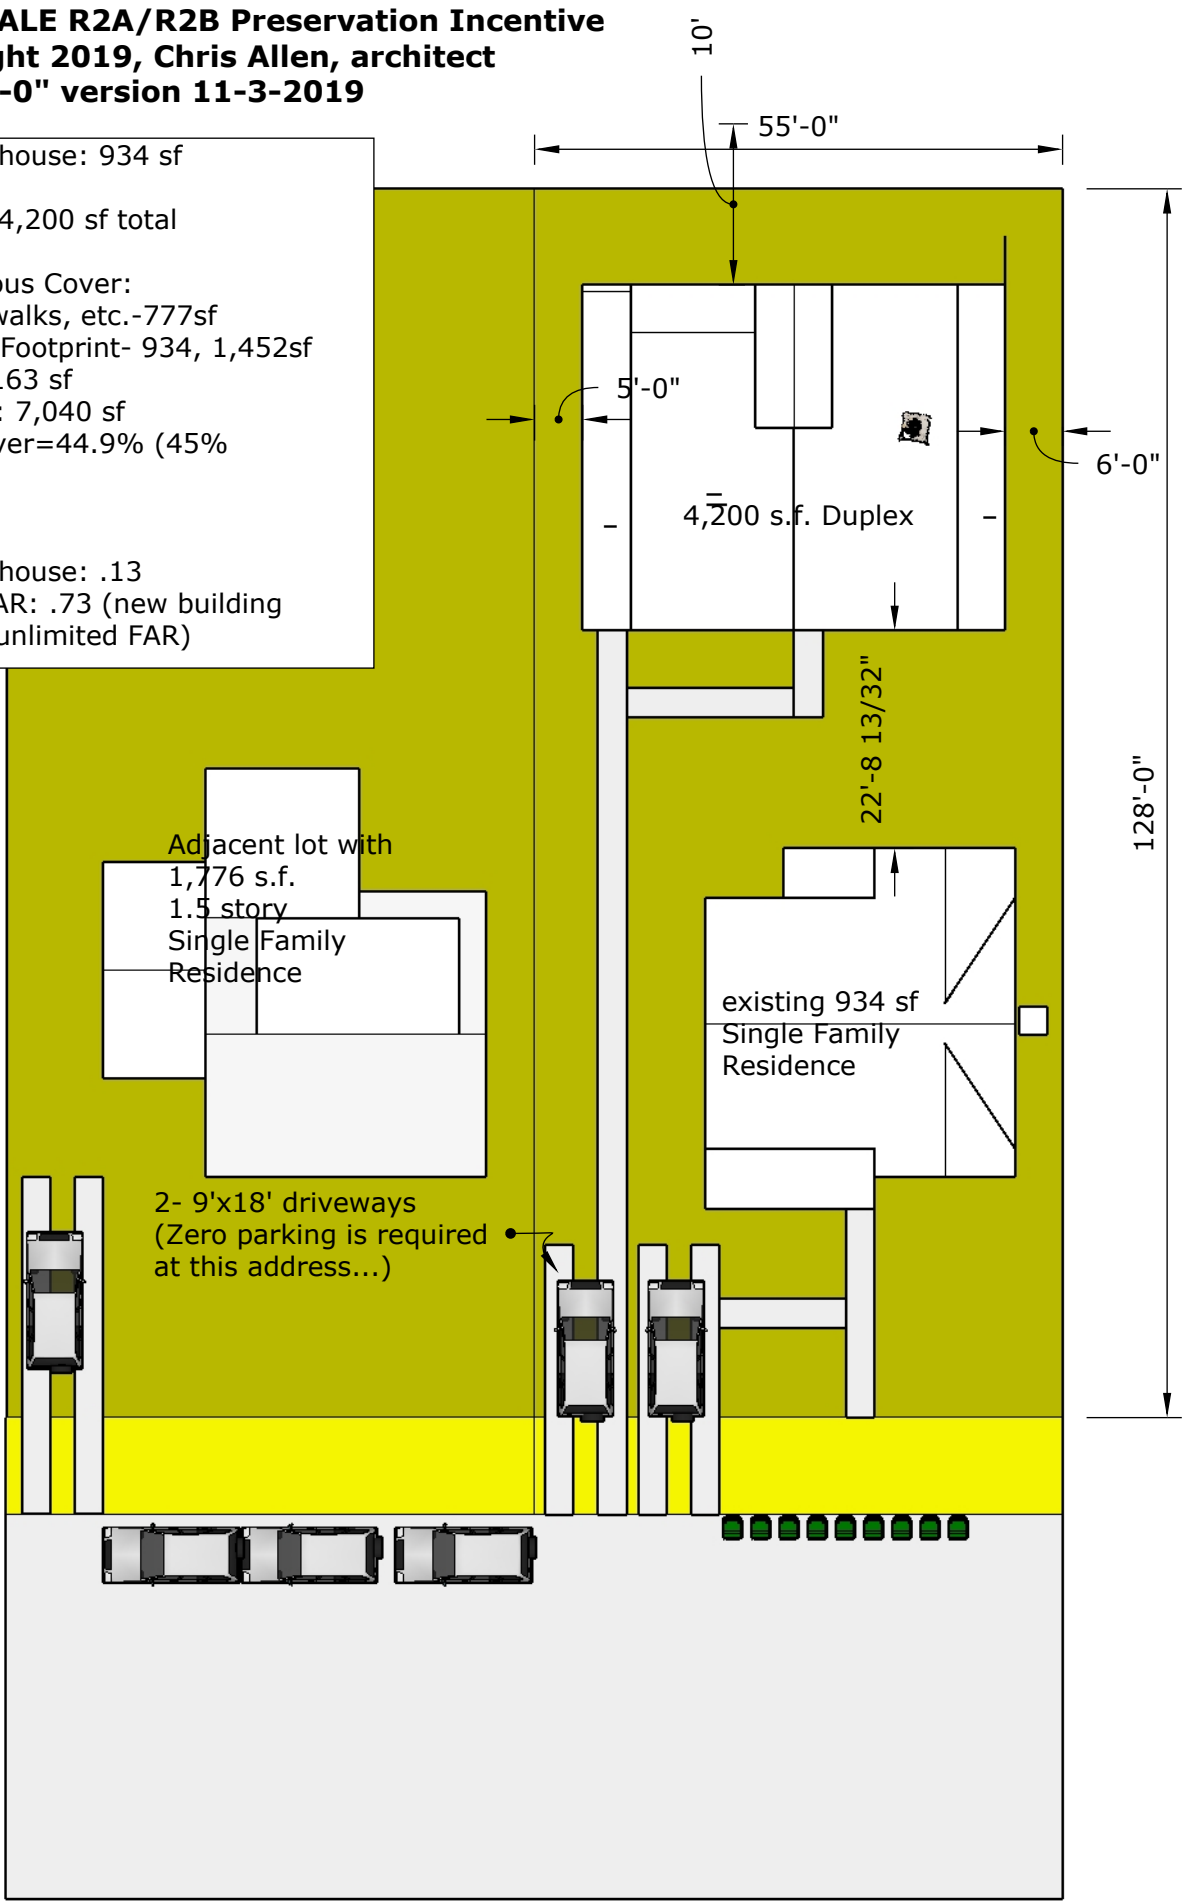 ALE R2A/R2B Preservation Incentive
ght 2019, Chris Allen, architect
-0" version 11-3-2019
house: 934 sf
4,200 sf total
ous Cover:
walks, etc.-777sf
Footprint- 934, 1,452sf
163 sf
: 7,040 sf
ver=44.9% (45%
house: .13
AR: .73 (new building
unlimited FAR)
10'
55'-0"
5'-0"
6'-0"
4,200 s.f. Duplex
22'-8 13/32"
128'-0"
Adjacent lot with
1,776 s.f.
1.5 story
Single Family
Residence
existing 934 sf
Single Family
Residence
2- 9'x18' driveways
(Zero parking is required
at this address...)